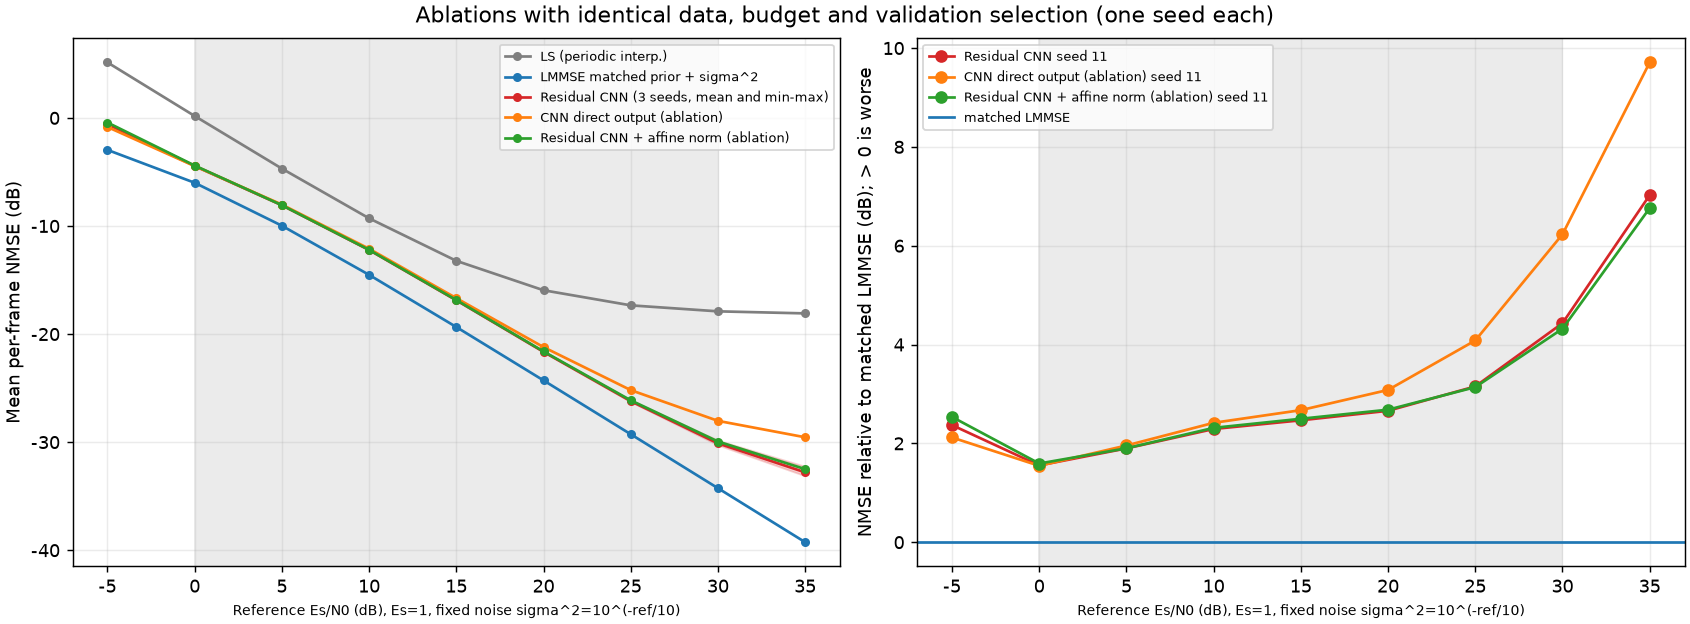 Ablations with identical data, budget and validation selection (one seed each)
Mean per-frame NMSE (dB)
0
-10
-20
-30
-40
LS (periodic interp.)
LMMSE matched prior + sigma^2
Residual CNN (3 seeds, mean and min-max)
CNN direct output (ablation)
Residual CNN + affine norm (ablation)
-5 0 5 10 15 20 25 30 35
Reference Es/N0 (dB), Es=1, fixed noise sigma^2=10^(-ref/10)
NMSE relative to matched LMMSE (dB); > 0 is worse
10
8
6
4
2
0
Residual CNN seed 11
CNN direct output (ablation) seed 11
Residual CNN + affine norm (ablation) seed 11
matched LMMSE
-5 0 5 10 15 20 25 30 35
Reference Es/N0 (dB), Es=1, fixed noise sigma^2=10^(-ref/10)